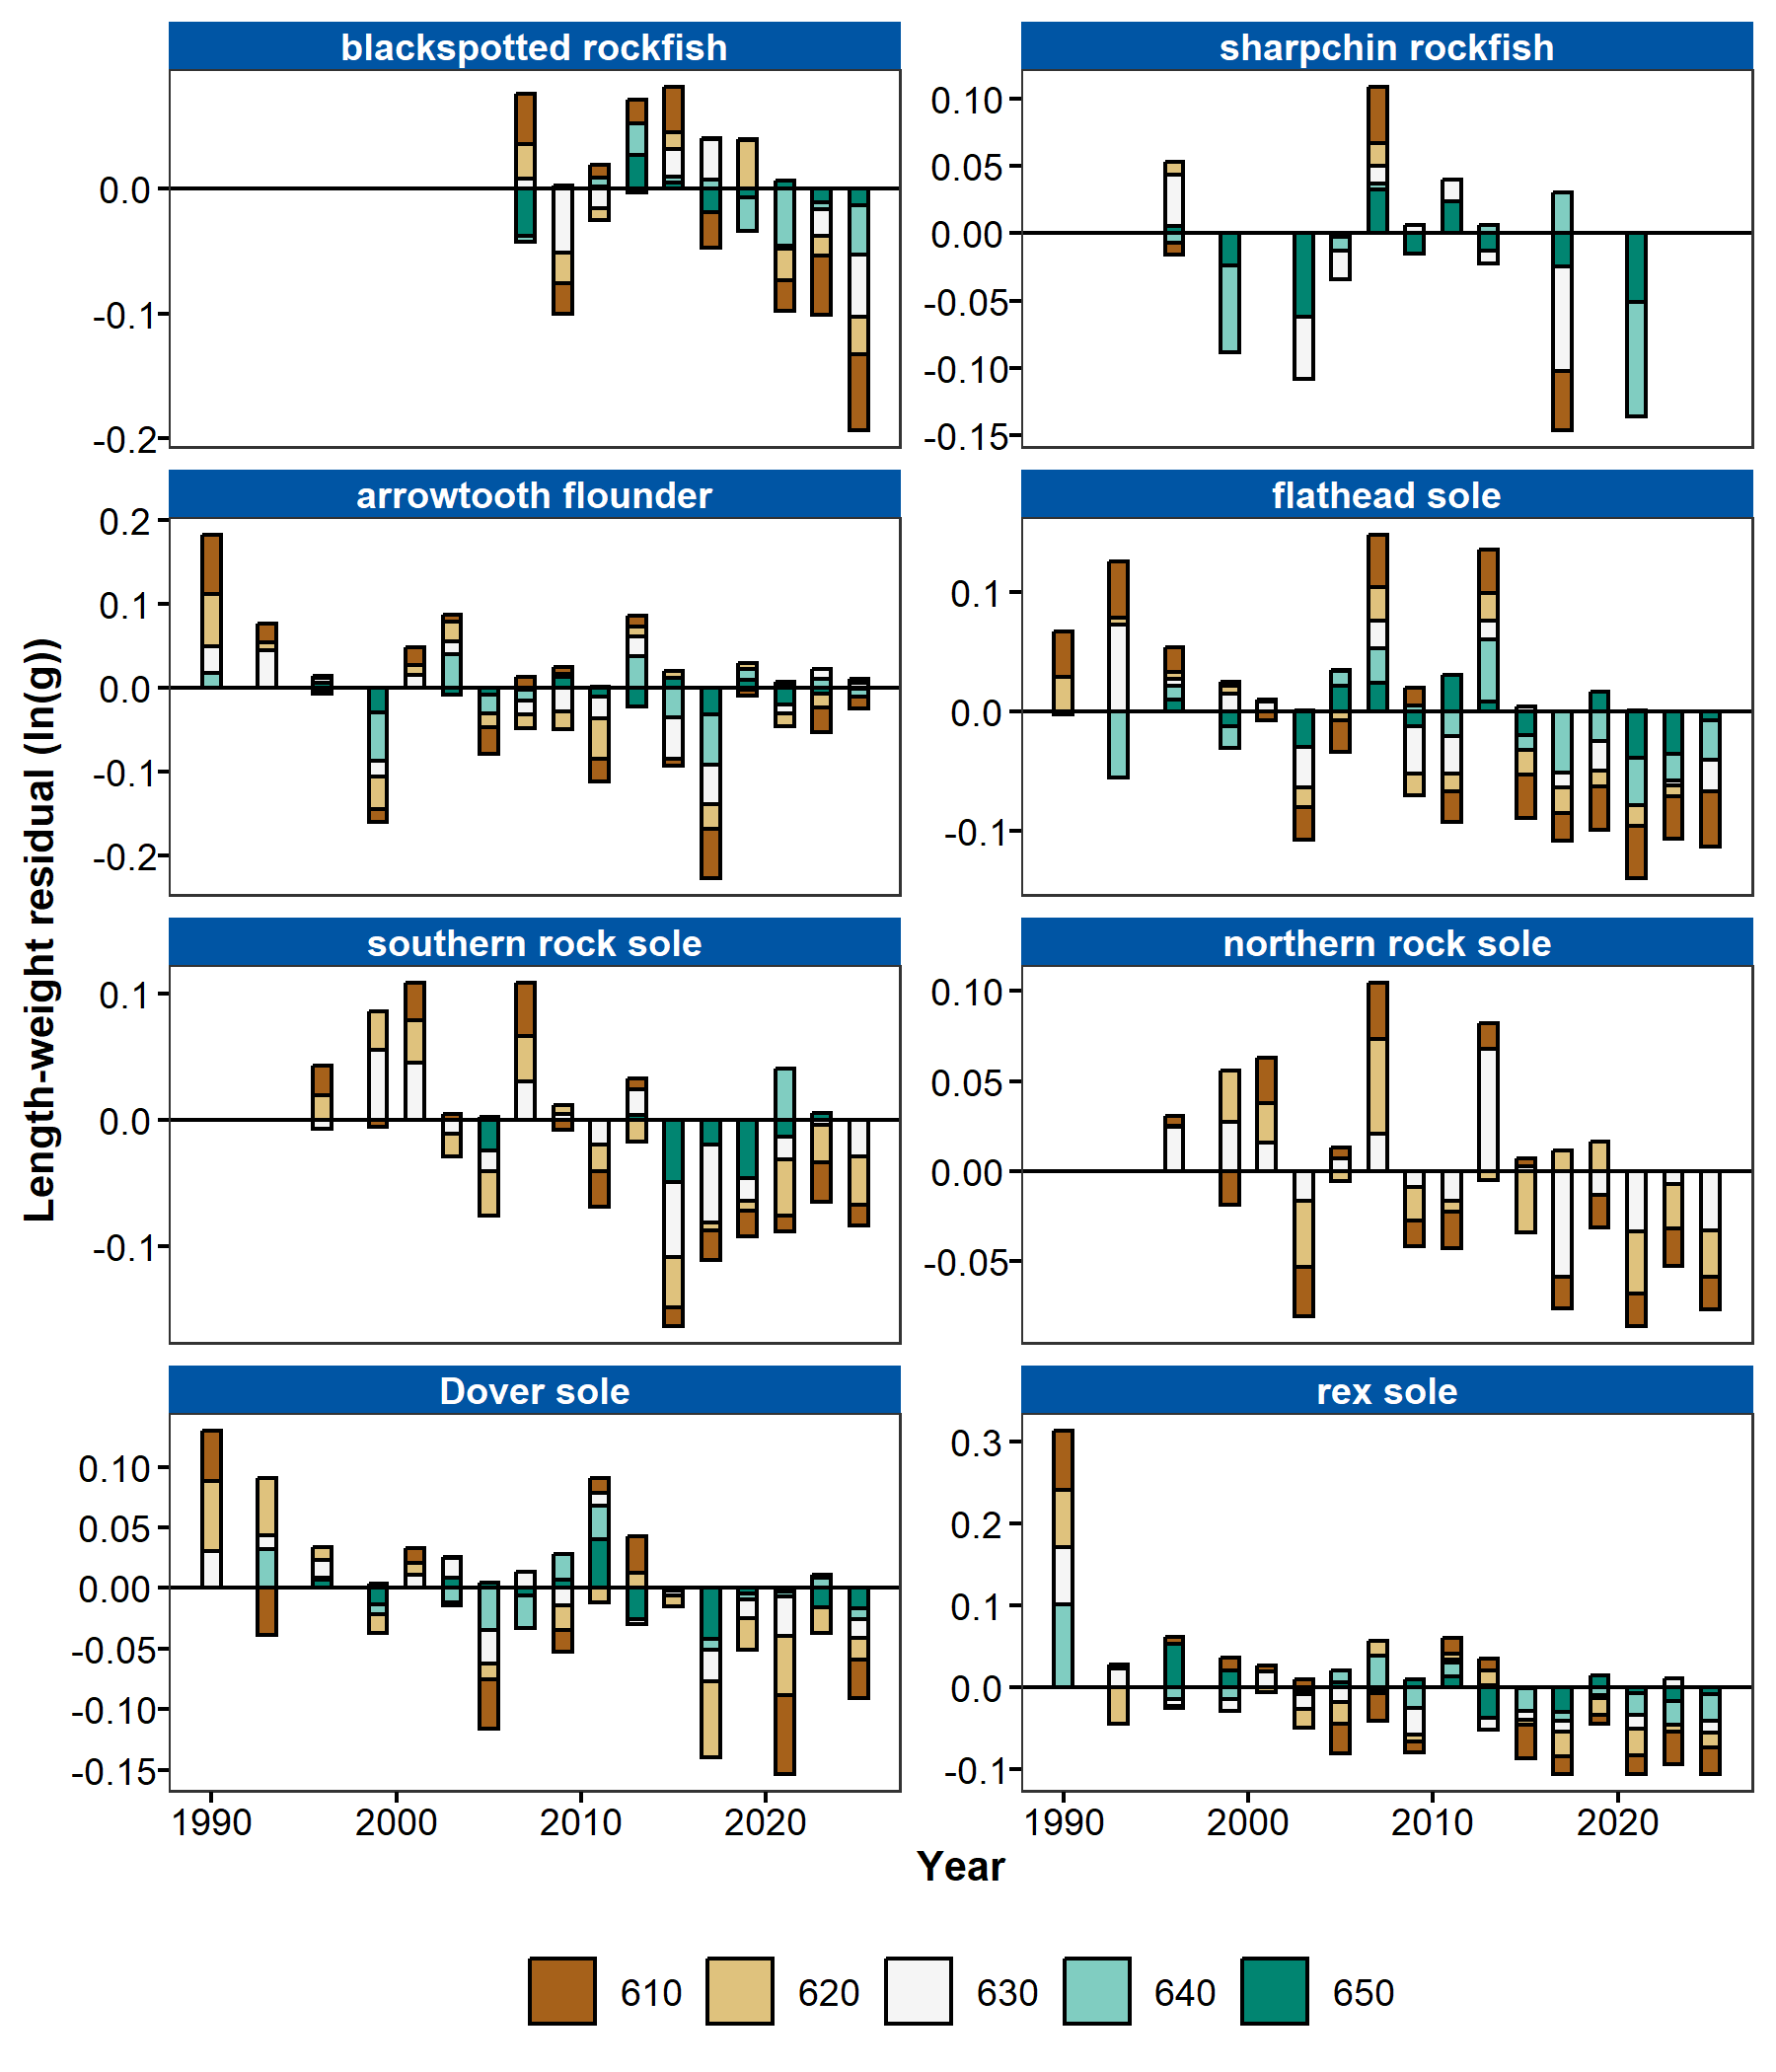 blackspotted rockfish
sharpchin rockfish
0.0
-0.1
-0.2
0.10
0.05
0.00
-0.05
-0.10
-0.15
arrowtooth flounder
flathead sole
0.2
0.1
0.0
-0.1
-0.2
0.1
0.0
-0.1
southern rock sole
northern rock sole
0.1
0.0
-0.1
0.10
0.05
0.00
-0.05
Dover sole
rex sole
0.10
0.05
0.00
-0.05
-0.10
-0.15
0.3
0.2
0.1
0.0
-0.1
1990 2000 2010 2020
1990 2000 2010 2020
Length-weight residual (ln(g))
Year
610 620 630 640 650